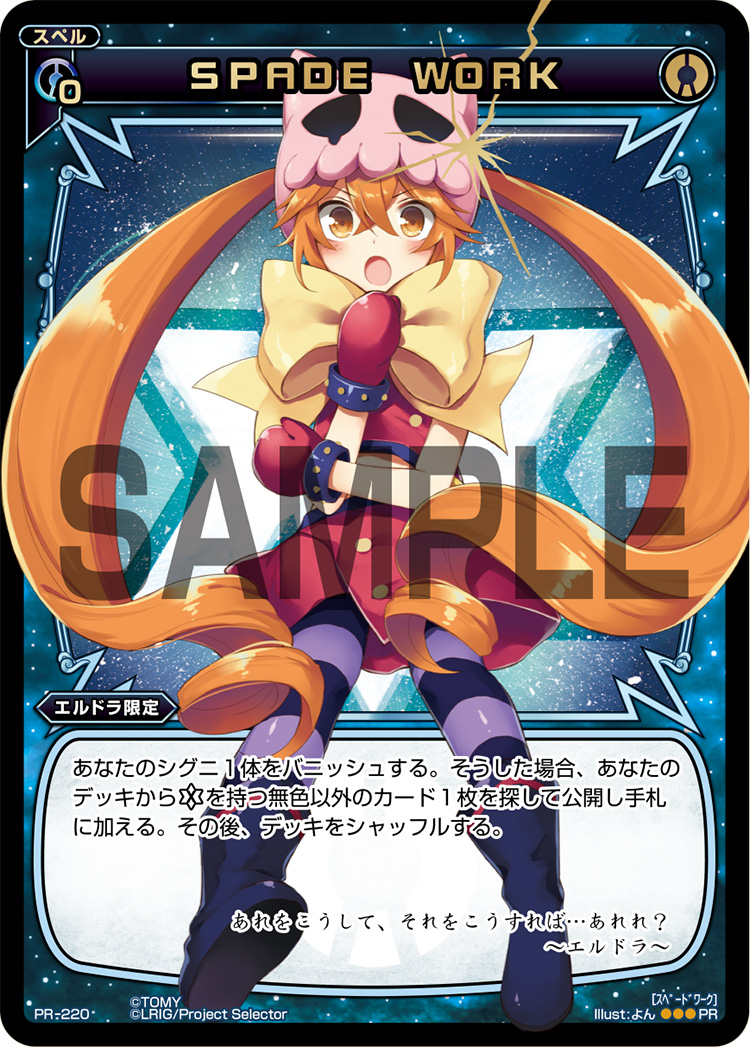 スペル
0
SPADE WORK
SAMPLE
エルドラ限定
あなたのシグニ1体をバニッシュする。そうした場合、あなたの
デッキからを持つ無色以外のカード1枚を探して公開し手札
に加える。その後、デッキをシャッフルする。
あれをこうして、それをこうすれば…あれれ?
~エルドラ~
[スペードワーク]
PR-220
©TOMY
©LRIG/Project Selector
Illust:よん
PR